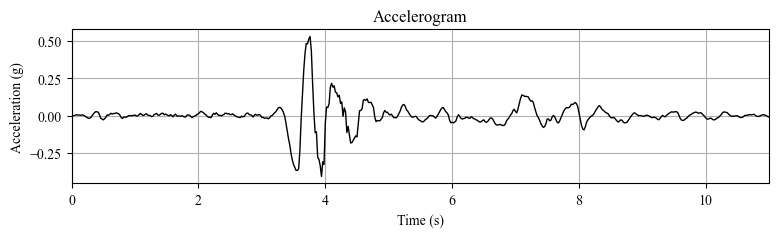 Accelerogram
Acceleration (g)
0.50
0.25
0.00
−0.25
0 2 4 6 8 10
Time (s)